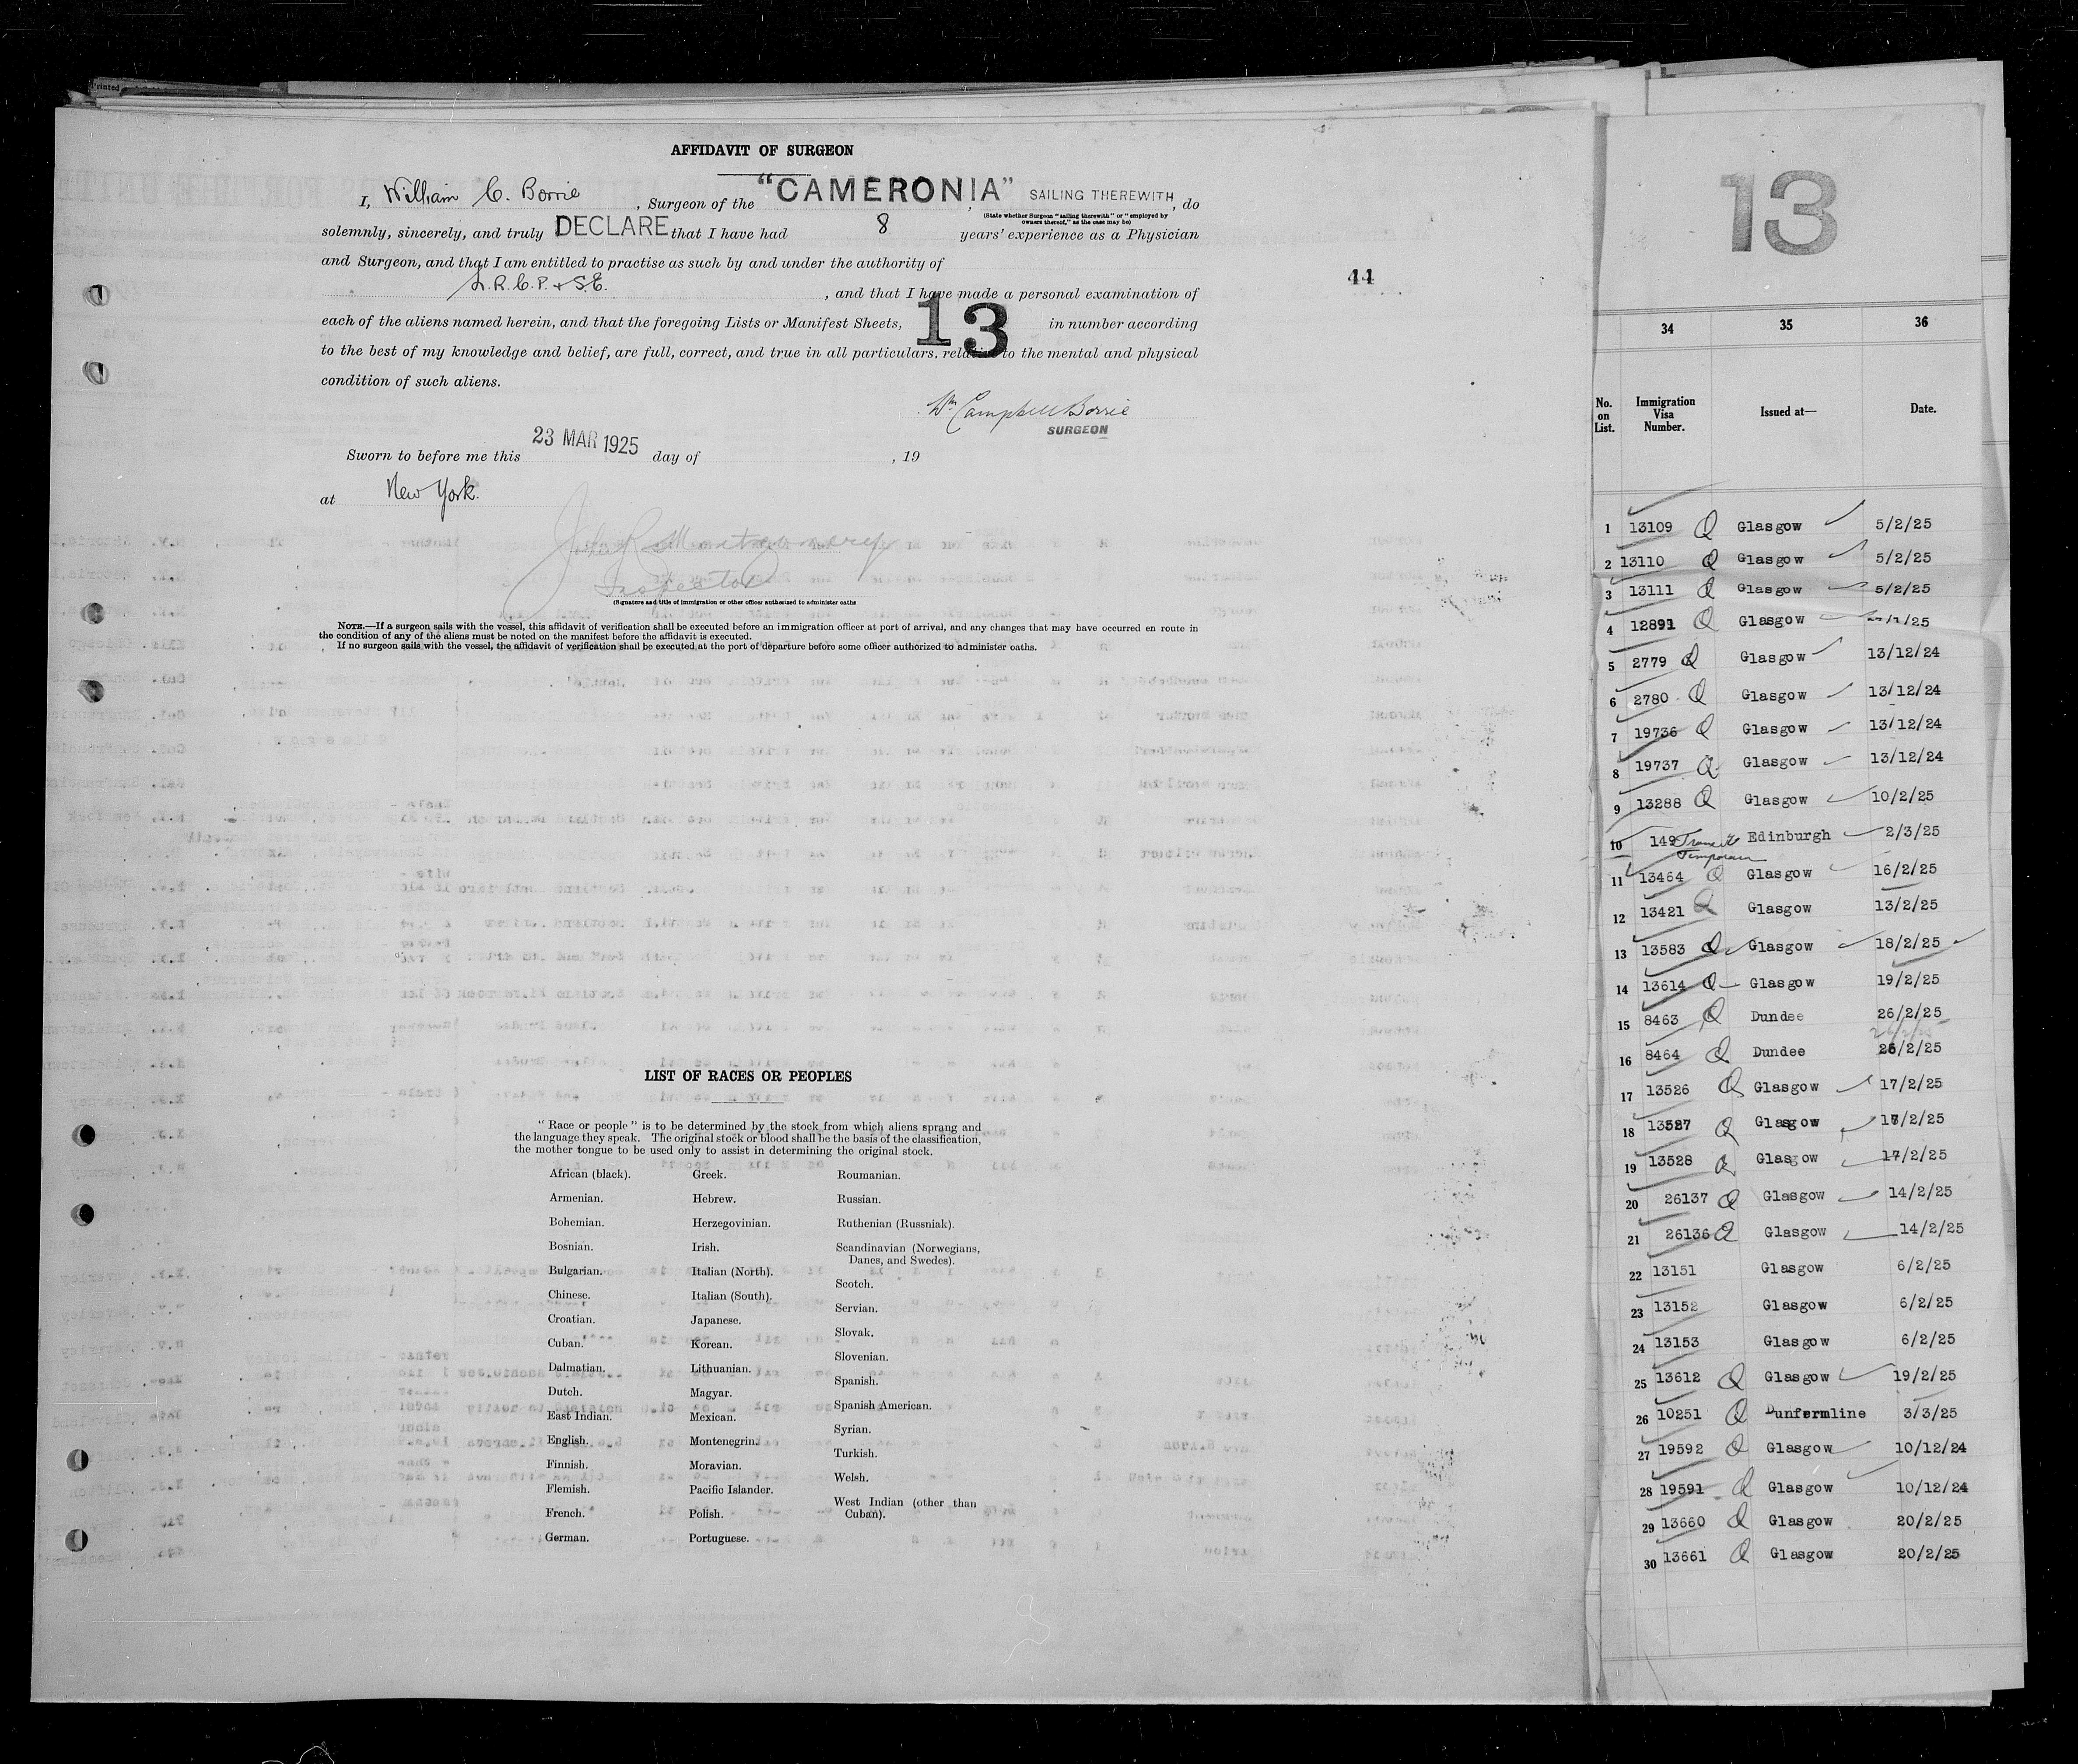 AFFIDAVIT OF SURGEON
I, William C. Borrie, Surgeon of the "CAMERONIA" SAILING THEREWITH, do
(State whether Surgeon "sailing therewith" or "employed by
owners thereof," as the case may be)
solemnly, sincerely, and truly DECLARE that I have had 8 years' experience as a Physician
and Surgeon, and that I am entitled to practise as such by and under the authority of
L.R.C.P. & S.E., and that I have made a personal examination of
each of the aliens named herein, and that the foregoing Lists or Manifest Sheets, 13 in number according
to the best of my knowledge and belief, are full, correct, and true in all particulars, relative to the mental and physical
condition of such aliens.
Wm Campbell Borrie
SURGEON
23 MAR 1925
Sworn to before me this day of , 19
at New York.
John R Montgomery
Inspector
(Signature and title of immigration or other officer authorized to administer oaths
NOTE.—If a surgeon sails with the vessel, this affidavit of verification shall be executed before an immigration officer at port of arrival, and any changes that may have occurred en route in
the condition of any of the aliens must be noted on the manifest before the affidavit is executed.
If no surgeon sails with the vessel, the affidavit of verification shall be executed at the port of departure before some officer authorized to administer oaths.
44
LIST OF RACES OR PEOPLES
"Race or people" is to be determined by the stock from which aliens sprang and
the language they speak. The original stock or blood shall be the basis of the classification,
the mother tongue to be used only to assist in determining the original stock.
African (black).
Armenian.
Bohemian.
Bosnian.
Bulgarian.
Chinese.
Croatian.
Cuban.
Dalmatian.
Dutch.
East Indian.
English.
Finnish.
Flemish.
French.
German.
Greek.
Hebrew.
Herzegovinian.
Irish.
Italian (North).
Italian (South).
Japanese.
Korean.
Lithuanian.
Magyar.
Mexican.
Montenegrin.
Moravian.
Pacific Islander.
Polish.
Portuguese.
Roumanian.
Russian.
Ruthenian (Russniak).
Scandinavian (Norwegians,
Danes, and Swedes).
Scotch.
Servian.
Slovak.
Slovenian.
Spanish.
Spanish American.
Syrian.
Turkish.
Welsh.
West Indian (other than
Cuban).
13
34 35 36
No. on List. Immigration Visa Number. Issued at— Date.
1 13109 Q Glasgow 5/2/25
2 13110 Q Glasgow 5/2/25
3 13111 Q Glasgow 5/2/25
4 12891 Q Glasgow /25
5 2779 Q Glasgow 13/12/24
6 2780 Q Glasgow 13/12/24
7 19736 Q Glasgow 13/12/24
8 19737 Q Glasgow 13/12/24
9 13288 Q Glasgow 10/2/25
10 149 Transit Edinburgh 2/3/25
11 13464 Q Glasgow 16/2/25
12 13421 Q Glasgow 13/2/25
13 13583 Q Glasgow 18/2/25
14 13614 Q Glasgow 19/2/25
15 8463 Q Dundee 26/2/25
16 8464 Q Dundee 26/2/25
17 13526 Q Glasgow 17/2/25
18 13527 Q Glasgow 17/2/25
19 13528 Q Glasgow 17/2/25
20 26137 Q Glasgow 14/2/25
21 26136 Q Glasgow 14/2/25
22 13151 Glasgow 6/2/25
23 13152 Glasgow 6/2/25
24 13153 Glasgow 6/2/25
25 13612 Q Glasgow 19/2/25
26 10251 Q Dunfermline 3/3/25
27 19592 Q Glasgow 10/12/24
28 19591 Q Glasgow 10/12/24
29 13660 Q Glasgow 20/2/25
30 13661 Q Glasgow 20/2/25